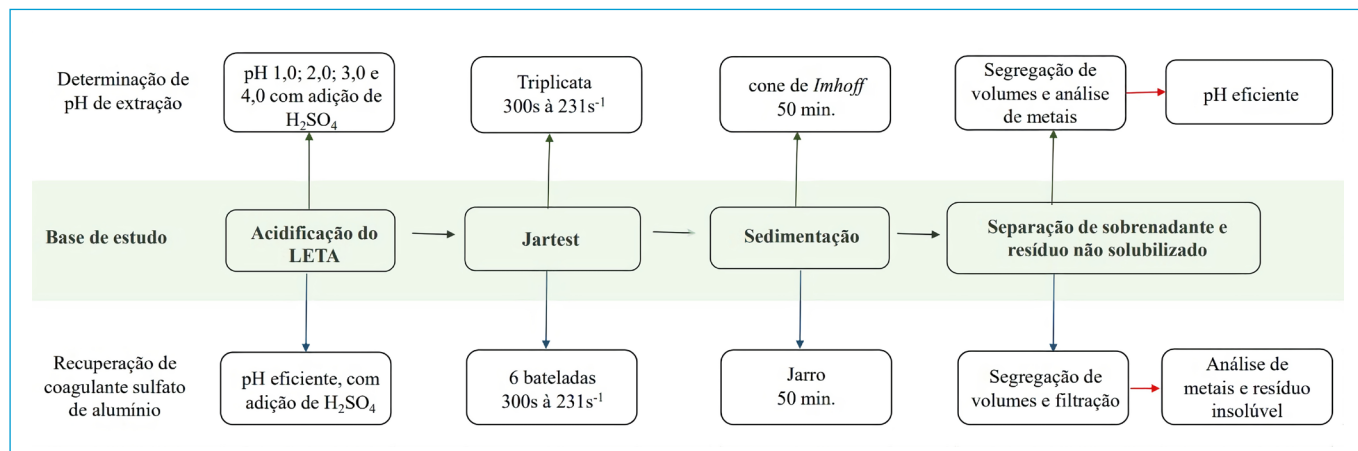 Determinação de
pH de extração
pH 1,0; 2,0; 3,0 e
4,0 com adição de
H₂SO₄
Triplicata
300s à 231s⁻¹
cone de Imhoff
50 min.
Segregação de
volumes e análise
de metais
pH eficiente
Base de estudo
Acidificação do
LETA
Jartest
Sedimentação
Separação de sobrenadante e
resíduo não solubilizado
Recuperação de
coagulante sulfato
de alumínio
pH eficiente, com
adição de H₂SO₄
6 bateladas
300s à 231s⁻¹
Jarro
50 min.
Segregação de
volumes e filtração
Análise de
metais e resíduo
insolúvel